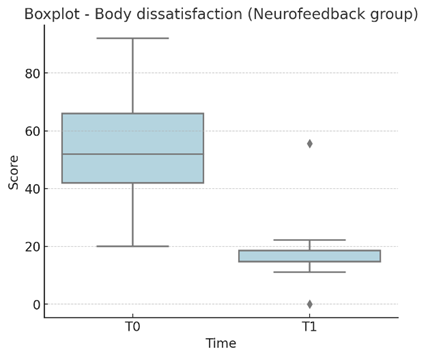 Boxplot - Body dissatisfaction (Neurofeedback group)
80
60
40
20
0
Score
T0
T1
Time